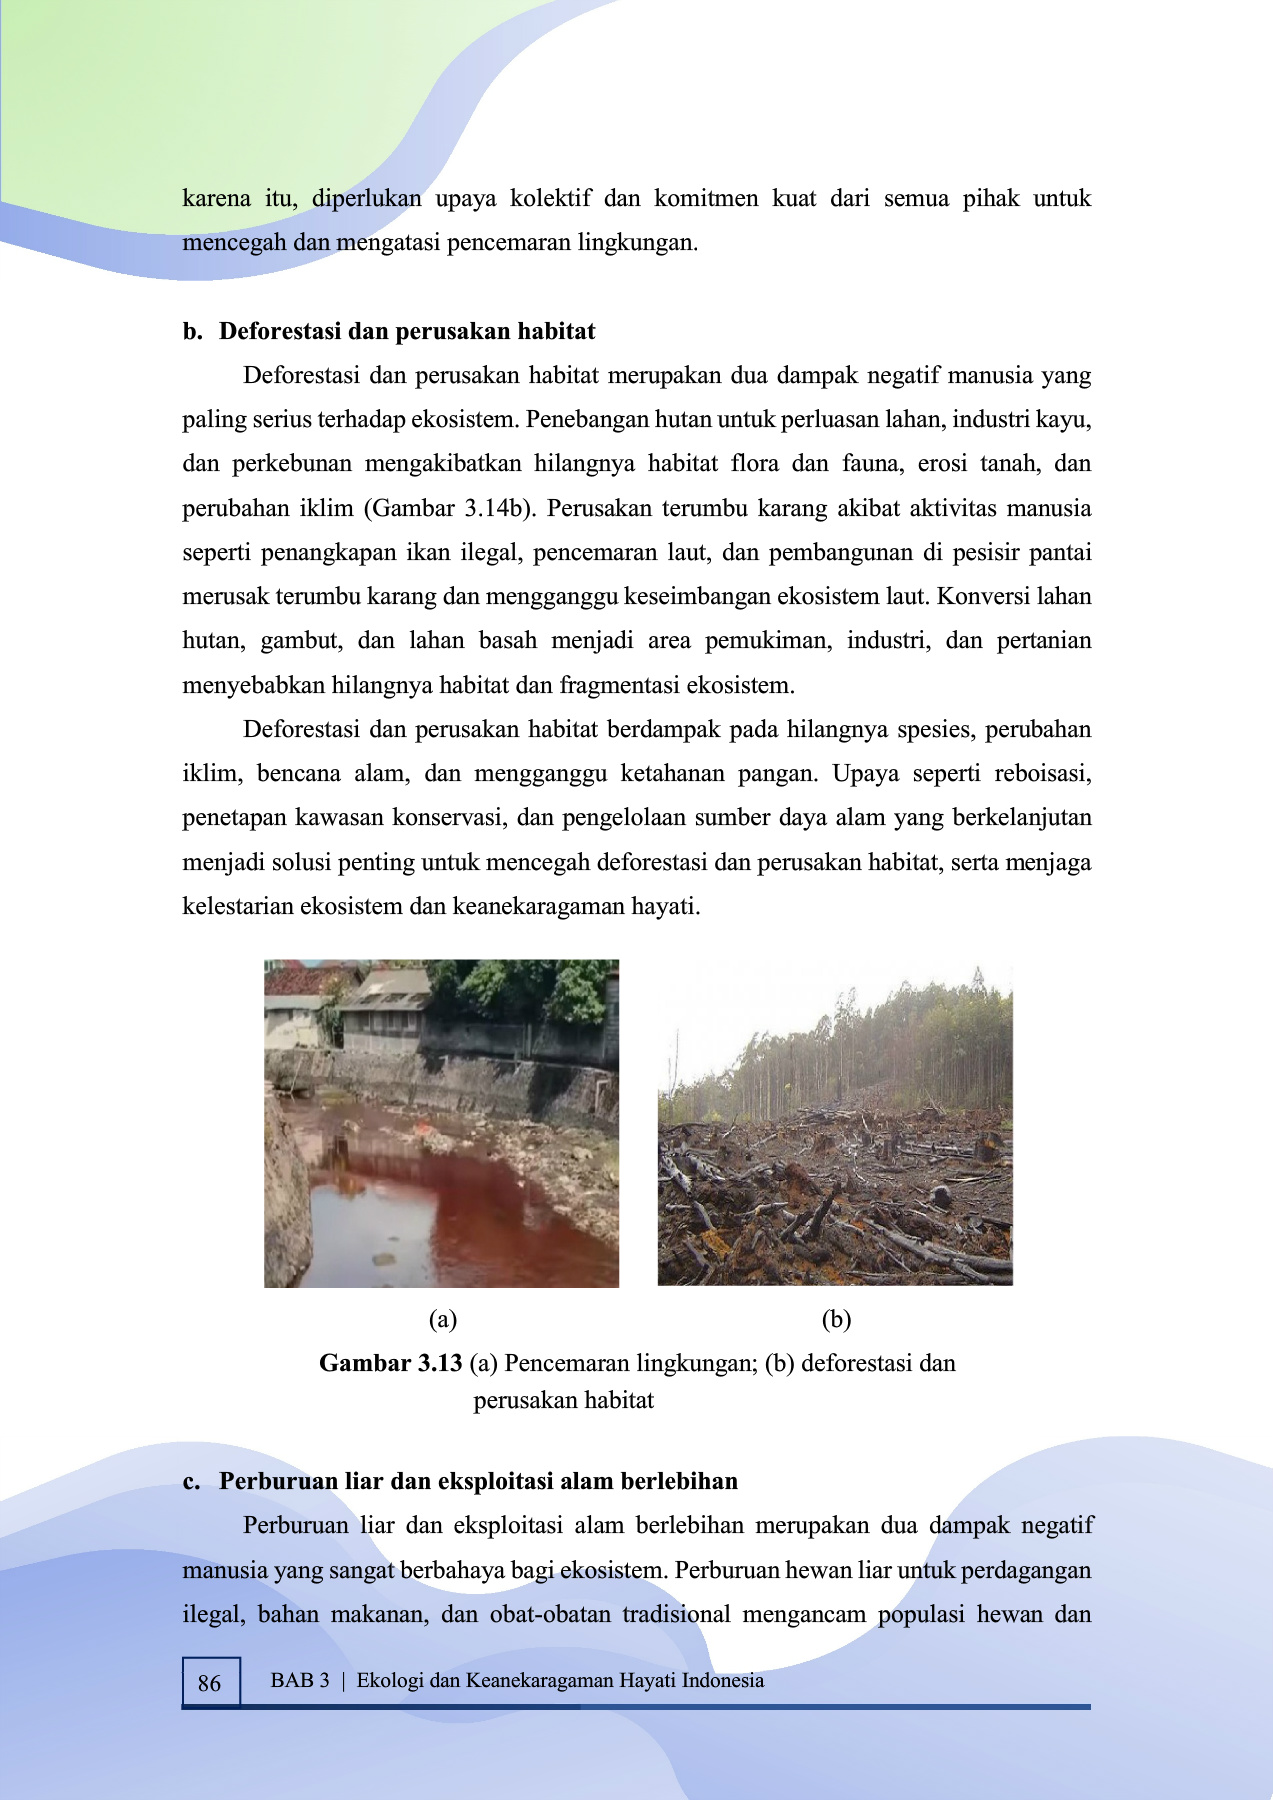 karena itu, diperlukan upaya kolektif dan komitmen kuat dari semua pihak untuk
mencegah dan mengatasi pencemaran lingkungan.
b. Deforestasi dan perusakan habitat
Deforestasi dan perusakan habitat merupakan dua dampak negatif manusia yang
paling serius terhadap ekosistem. Penebangan hutan untuk perluasan lahan, industri kayu,
dan perkebunan mengakibatkan hilangnya habitat flora dan fauna, erosi tanah, dan
perubahan iklim (Gambar 3.14b). Perusakan terumbu karang akibat aktivitas manusia
seperti penangkapan ikan ilegal, pencemaran laut, dan pembangunan di pesisir pantai
merusak terumbu karang dan mengganggu keseimbangan ekosistem laut. Konversi lahan
hutan, gambut, dan lahan basah menjadi area pemukiman, industri, dan pertanian
menyebabkan hilangnya habitat dan fragmentasi ekosistem.
Deforestasi dan perusakan habitat berdampak pada hilangnya spesies, perubahan
iklim, bencana alam, dan mengganggu ketahanan pangan. Upaya seperti reboisasi,
penetapan kawasan konservasi, dan pengelolaan sumber daya alam yang berkelanjutan
menjadi solusi penting untuk mencegah deforestasi dan perusakan habitat, serta menjaga
kelestarian ekosistem dan keanekaragaman hayati.
(a) (b)
Gambar 3.13 (a) Pencemaran lingkungan; (b) deforestasi dan
perusakan habitat
c. Perburuan liar dan eksploitasi alam berlebihan
Perburuan liar dan eksploitasi alam berlebihan merupakan dua dampak negatif
manusia yang sangat berbahaya bagi ekosistem. Perburuan hewan liar untuk perdagangan
ilegal, bahan makanan, dan obat-obatan tradisional mengancam populasi hewan dan
86 BAB 3 | Ekologi dan Keanekaragaman Hayati Indonesia